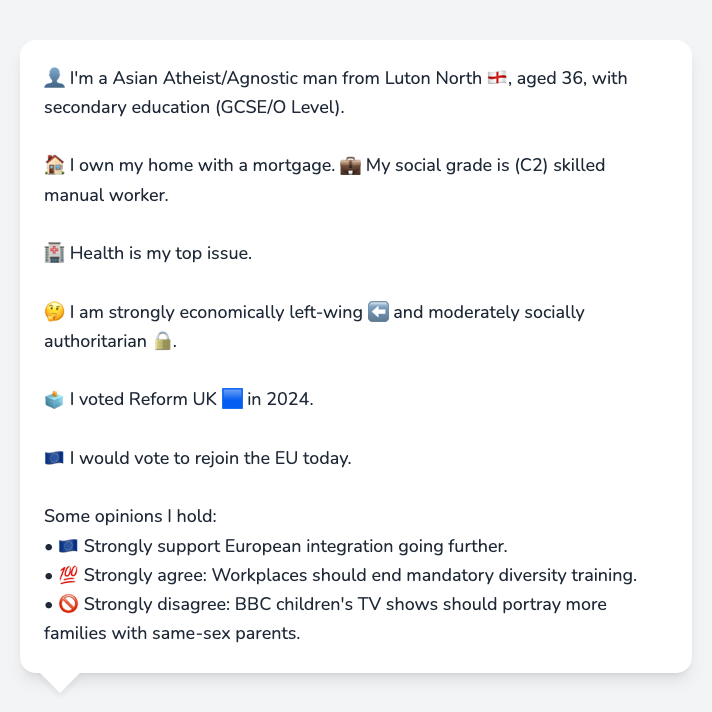 👤 I'm a Asian Atheist/Agnostic man from Luton North 🏴󠁧󠁢󠁥󠁮󠁧󠁿, aged 36, with
secondary education (GCSE/O Level).
🏠 I own my home with a mortgage. 💼 My social grade is (C2) skilled
manual worker.
🏥 Health is my top issue.
🤔 I am strongly economically left-wing ⬅️ and moderately socially
authoritarian 🔒.
🗳️ I voted Reform UK 🟦 in 2024.
🇪🇺 I would vote to rejoin the EU today.
Some opinions I hold:
• 🇪🇺 Strongly support European integration going further.
• 💯 Strongly agree: Workplaces should end mandatory diversity training.
• 🚫 Strongly disagree: BBC children's TV shows should portray more
families with same-sex parents.